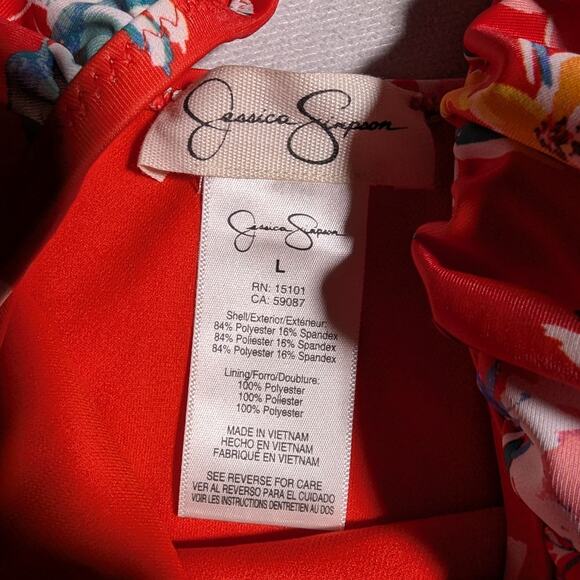 Jessica Simpson
Jessica Simpson
L
RN: 15101
CA: 59087
Shell/Exterior/Extérieur:
84% Polyester 16% Spandex
84% Poliester 16% Spandex
84% Polyester 16% Spandex
Lining/Forro/Doublure:
100% Polyester
100% Poliester
100% Polyester
MADE IN VIETNAM
HECHO EN VIETNAM
FABRIQUÉ EN VIETNAM
SEE REVERSE FOR CARE
VER AL REVERSO PARA EL CUIDADO
VOIR LES INSTRUCTIONS D'ENTRETIEN AU DOS